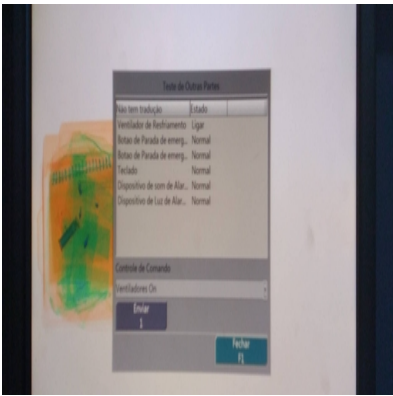 Teste de Outras Partes
Não tem tradução Estado
Ventilador de Resfriamento Ligar
Botao de Parada de emerg... Normal
Botao de Parada de emerg... Normal
Teclado Normal
Dispositivo de som de Alar... Normal
Dispositivo de Luz de Alar... Normal
Controle de Comando
Ventiladores On
Enviar
1
Fechar
F1